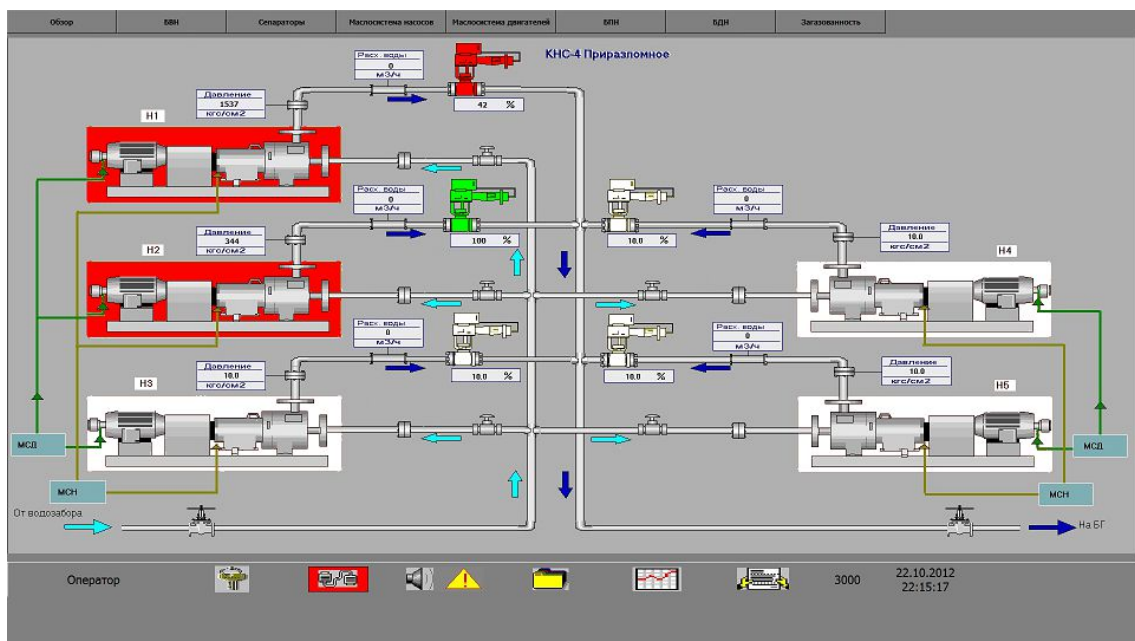 Обзор
БВН
Сепараторы
Маслосистема насосов
Маслосистема двигателей
БПН
БДН
Загазованность
КНС-4 Приразломное
Расх. воды
0
м3/ч
42 %
Давление
1537
кгс/см2
Н1
Расх. воды
0
м3/ч
100 %
Расх. воды
0
м3/ч
10.0 %
Давление
344
кгс/см2
Н2
Давление
10.0
кгс/см2
Н4
Расх. воды
0
м3/ч
10.0 %
Расх. воды
0
м3/ч
10.0 %
Давление
10.0
кгс/см2
Н3
Давление
10.0
кгс/см2
Н5
МСД
МСД
МСН
МСН
От водозабора
На БГ
Оператор
3000
22.10.2012
22:15:17